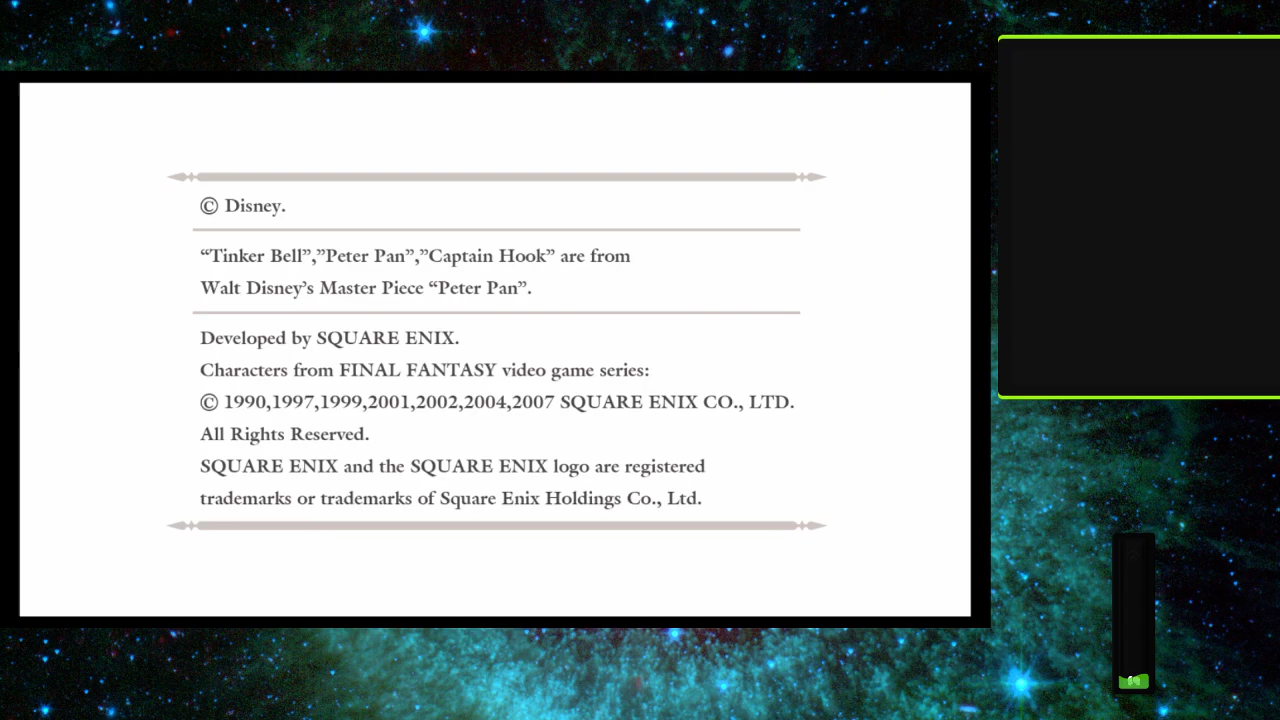 © Disney.
“Tinker Bell”,”Peter Pan”,”Captain Hook” are from
Walt Disney’s Master Piece “Peter Pan”.
Developed by SQUARE ENIX.
Characters from FINAL FANTASY video game series:
© 1990,1997,1999,2001,2002,2004,2007 SQUARE ENIX CO., LTD.
All Rights Reserved.
SQUARE ENIX and the SQUARE ENIX logo are registered
trademarks or trademarks of Square Enix Holdings Co., Ltd.